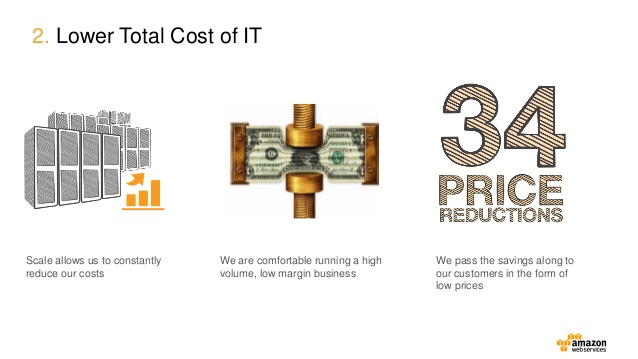 2. Lower Total Cost of IT
34
PRICE
REDUCTIONS
Scale allows us to constantly
reduce our costs
We are comfortable running a high
volume, low margin business
We pass the savings along to
our customers in the form of
low prices
amazon
web services